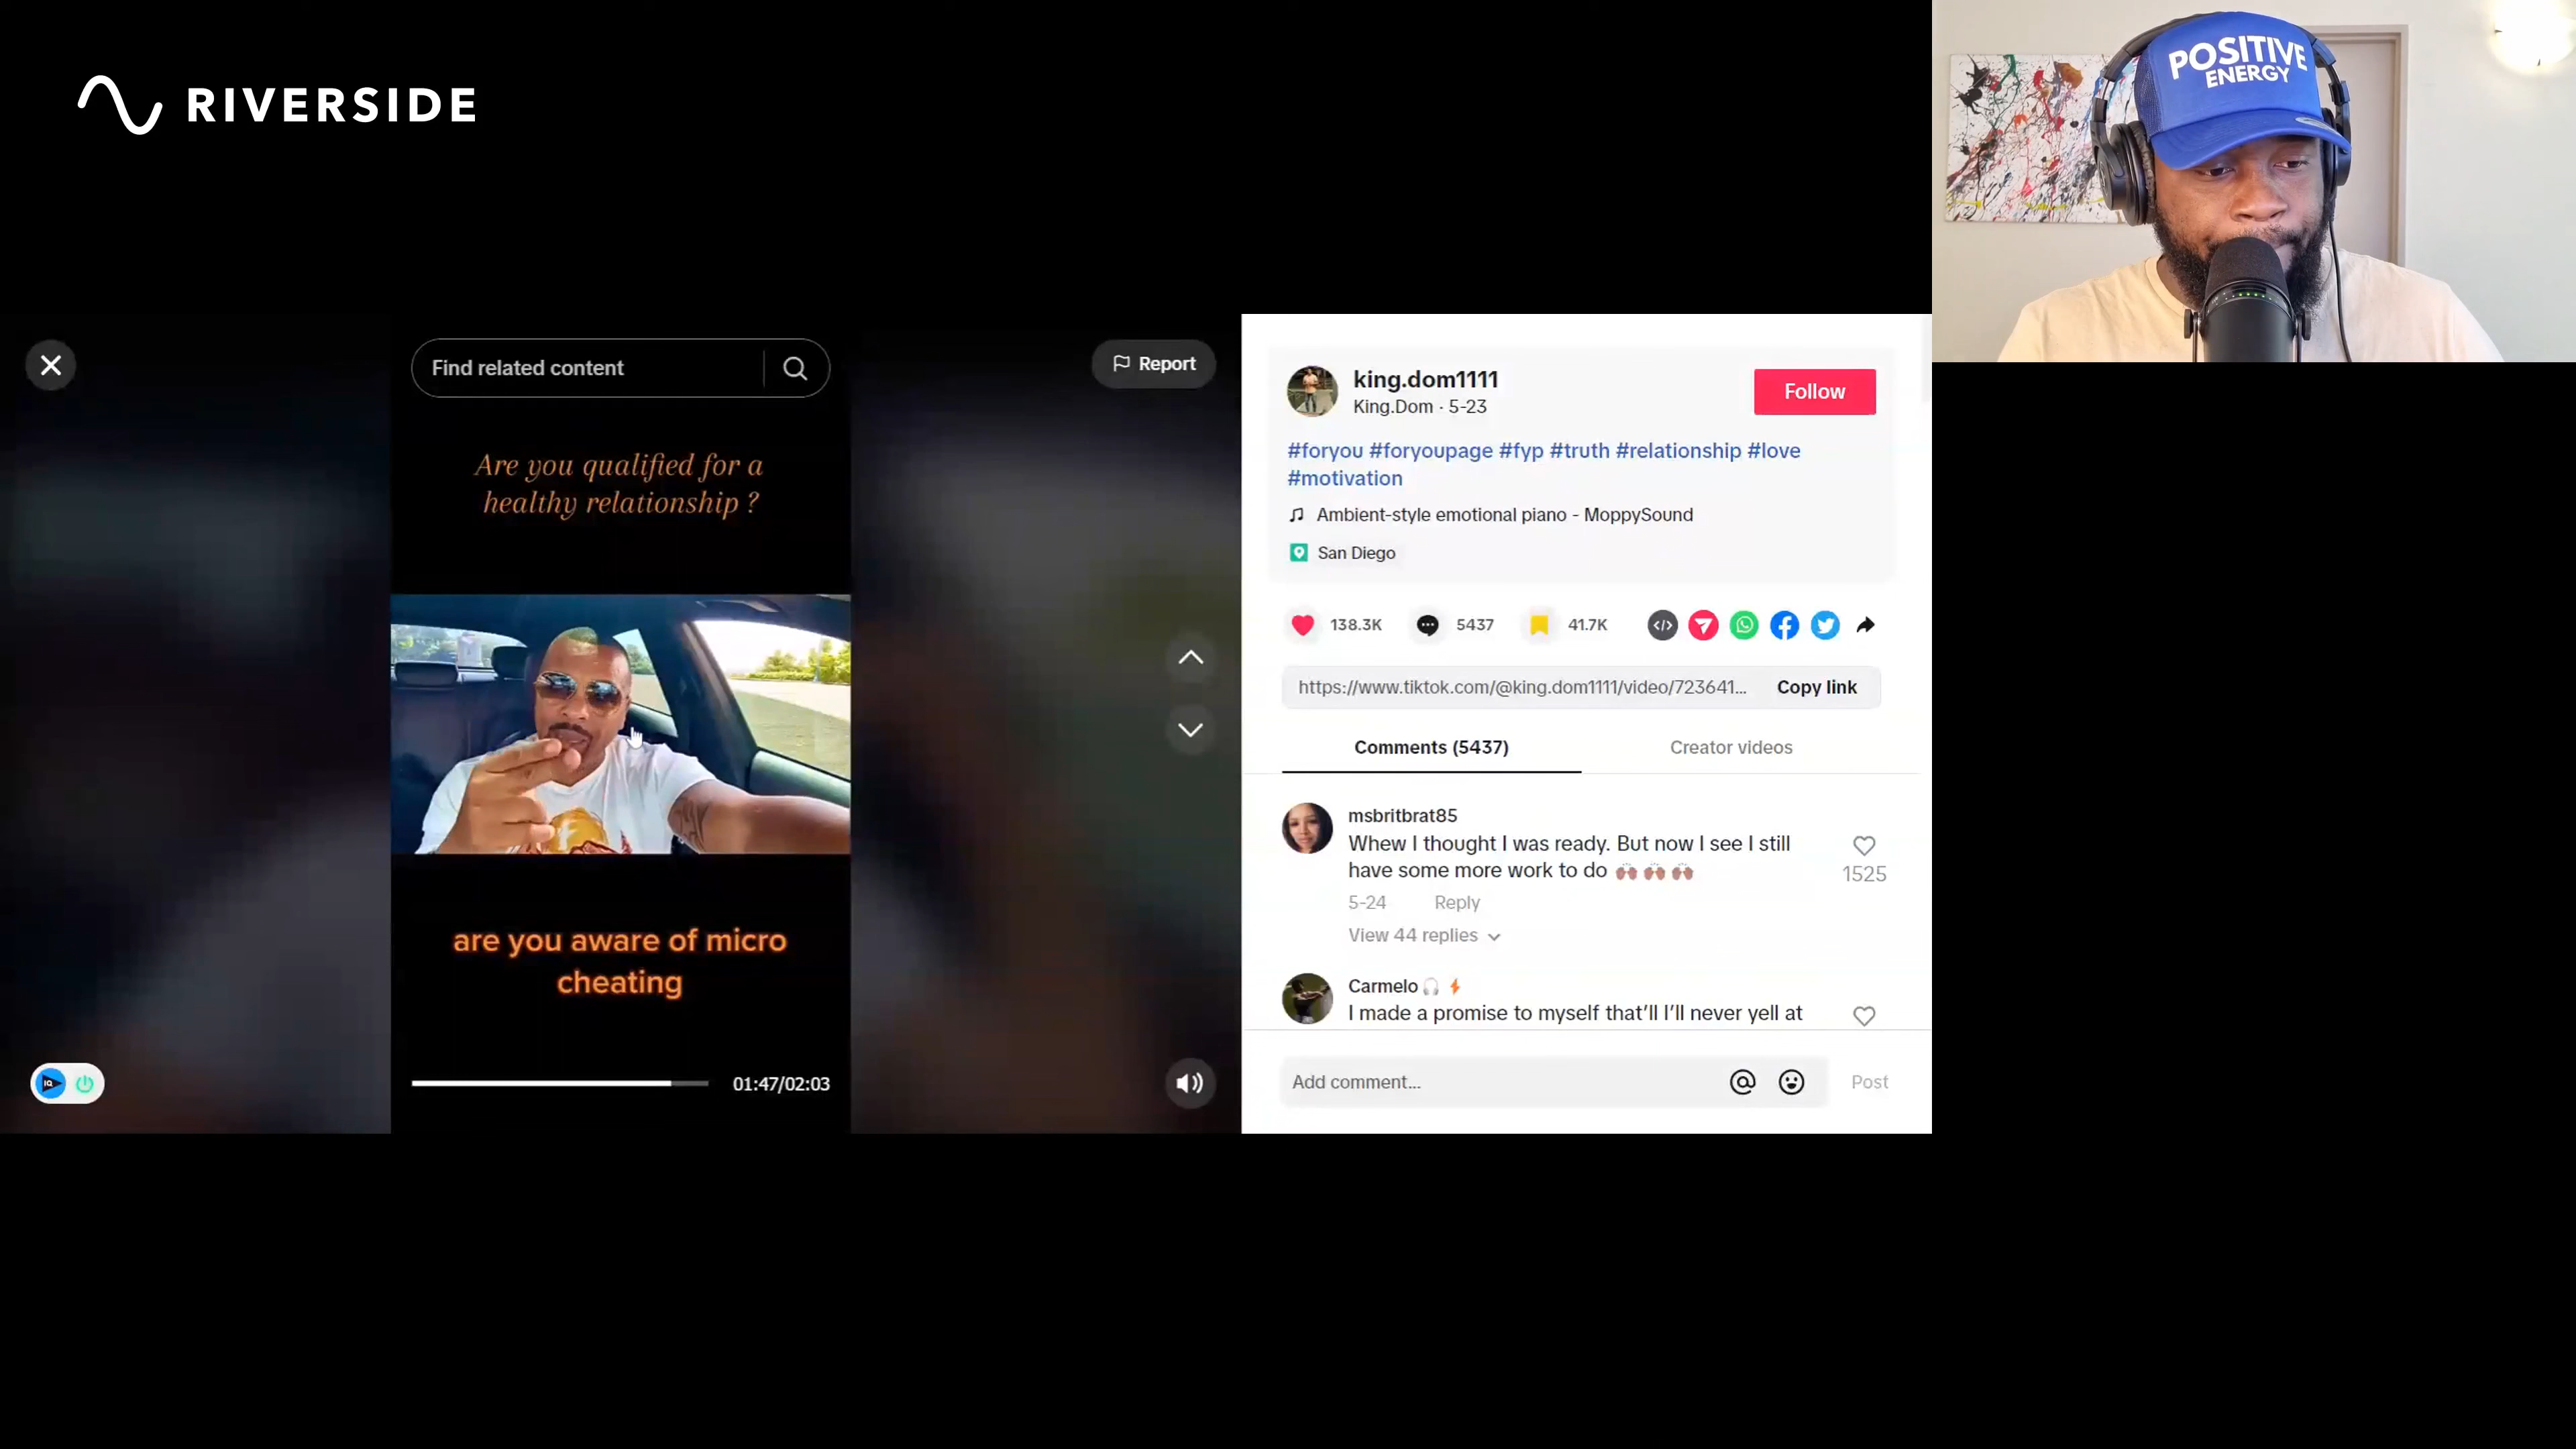 RIVERSIDE
POSITIVE
ENERGY
Find related content
Report
Are you qualified for a
healthy relationship ?
are you aware of micro
cheating
IQ
01:47/02:03
king.dom1111
King.Dom · 5-23
Follow
#foryou #foryoupage #fyp #truth #relationship #love
#motivation
Ambient-style emotional piano - MoppySound
San Diego
138.3K
5437
41.7K
https://www.tiktok.com/@king.dom1111/video/723641...
Copy link
Comments (5437)
Creator videos
msbritbrat85
Whew I thought I was ready. But now I see I still
have some more work to do 🙌🏽 🙌🏽 🙌🏽
1525
5-24 Reply
View 44 replies
Carmelo🎧⚡
I made a promise to myself that'll I'll never yell at
Add comment...
Post